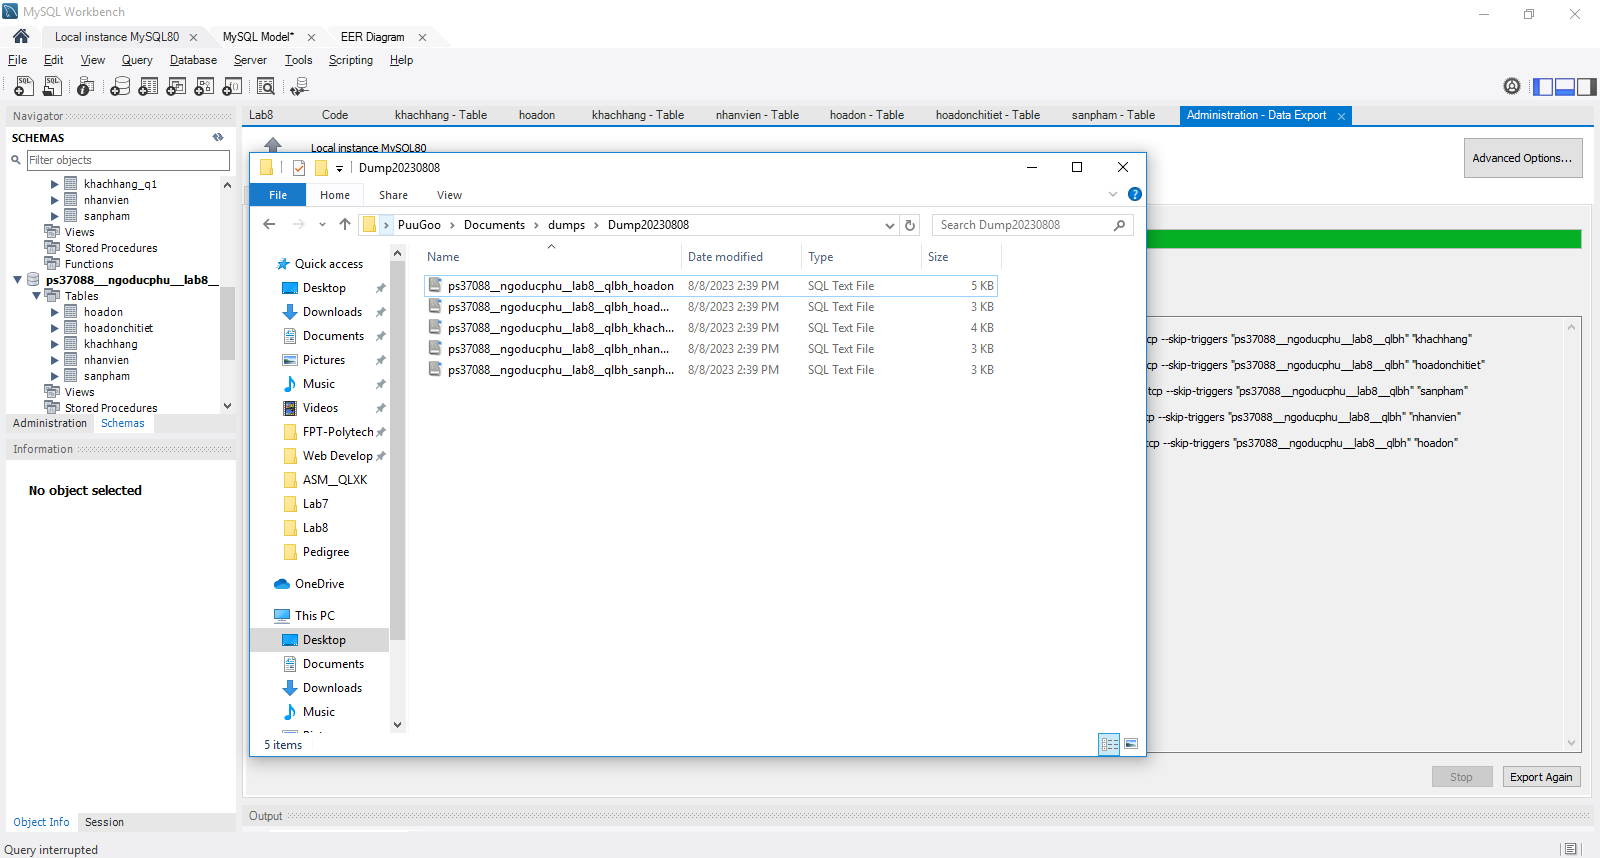 MySQL Workbench
Local instance MySQL80
MySQL Model*
EER Diagram
File Edit View Query Database Server Tools Scripting Help
Navigator
SCHEMAS
Filter objects
khachhang_q1
nhanvien
sanpham
Views
Stored Procedures
Functions
ps37088__ngoducphu__lab8__
Tables
hoadon
hoadonchitiet
khachhang
nhanvien
sanpham
Views
Stored Procedures
Administration Schemas
Information
No object selected
Object Info Session
Query interrupted
Lab8 Code khachhang - Table hoadon khachhang - Table nhanvien - Table hoadon - Table hoadonchitiet - Table sanpham - Table Administration - Data Export
Local instance MySQL80
Advanced Options...
Dump20230808
File Home Share View
PuuGoo > Documents > dumps > Dump20230808
Search Dump20230808
Quick access
Desktop
Downloads
Documents
Pictures
Music
Videos
FPT-Polytech
Web Develop
ASM__QLXK
Lab7
Lab8
Pedigree
OneDrive
This PC
Desktop
Documents
Downloads
Music
Name Date modified Type Size
ps37088__ngoducphu__lab8__qlbh_hoadon 8/8/2023 2:39 PM SQL Text File 5 KB
ps37088__ngoducphu__lab8__qlbh_hoad... 8/8/2023 2:39 PM SQL Text File 3 KB
ps37088__ngoducphu__lab8__qlbh_khach... 8/8/2023 2:39 PM SQL Text File 4 KB
ps37088__ngoducphu__lab8__qlbh_nhan... 8/8/2023 2:39 PM SQL Text File 3 KB
ps37088__ngoducphu__lab8__qlbh_sanph... 8/8/2023 2:39 PM SQL Text File 3 KB
5 items
cp --skip-triggers "ps37088__ngoducphu__lab8__qlbh" "khachhang"
cp --skip-triggers "ps37088__ngoducphu__lab8__qlbh" "hoadonchitiet"
tcp --skip-triggers "ps37088__ngoducphu__lab8__qlbh" "sanpham"
cp --skip-triggers "ps37088__ngoducphu__lab8__qlbh" "nhanvien"
cp --skip-triggers "ps37088__ngoducphu__lab8__qlbh" "hoadon"
Stop Export Again
Output